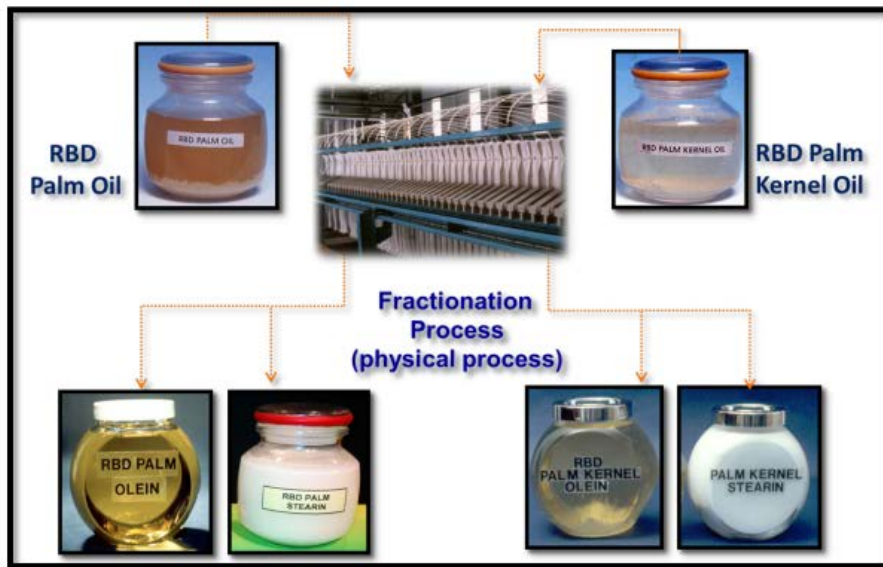 RBD PALM OIL
RBD
Palm Oil
RBD PALM KERNEL OIL
RBD Palm
Kernel Oil
Fractionation
Process
(physical process)
RBD PALM
OLEIN
RBD PALM
STEARIN
RBD
PALM KERNEL
OLEIN
PALM KERNEL
STEARIN